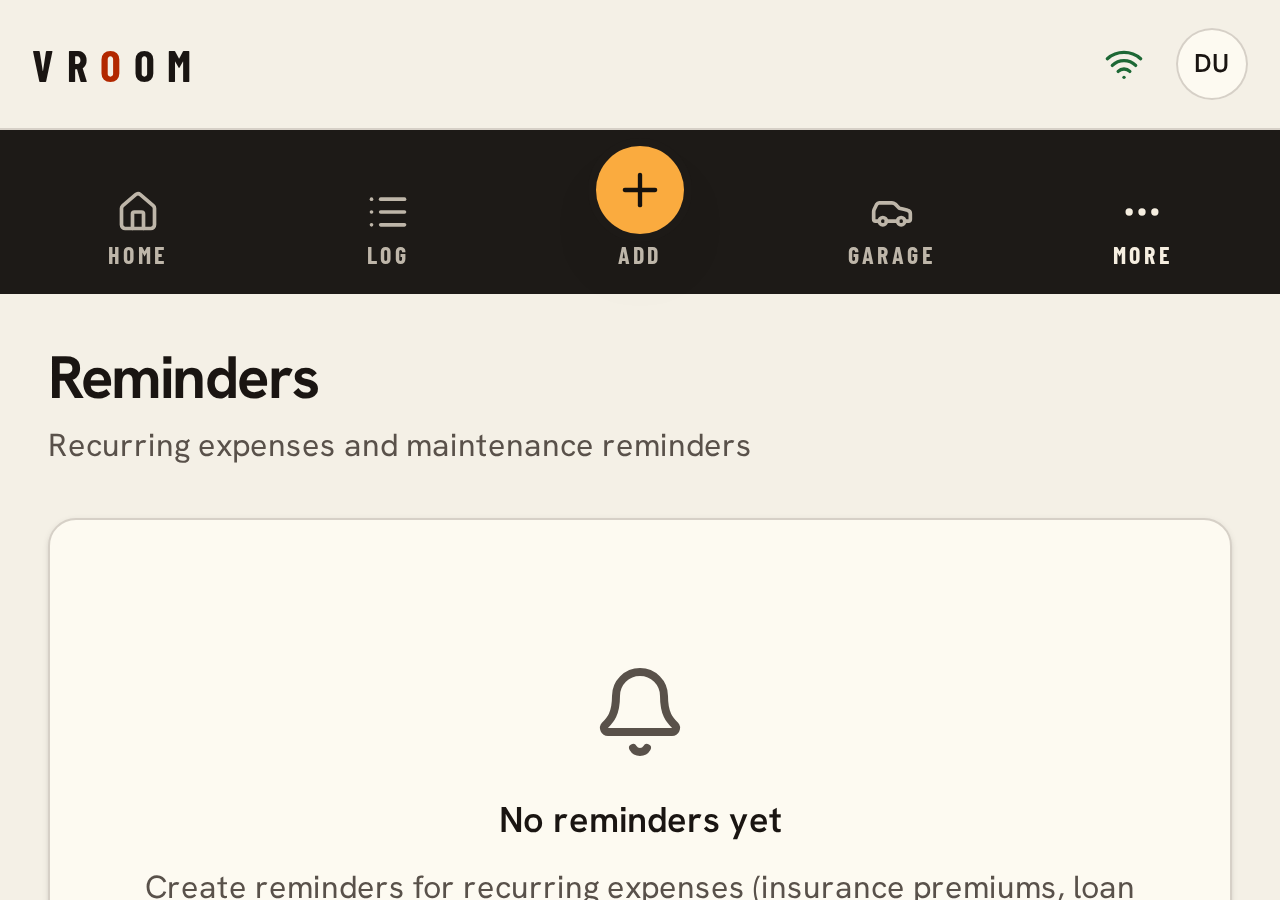 VROOM
DU
HOME
LOG
ADD
GARAGE
MORE
Reminders
Recurring expenses and maintenance reminders
No reminders yet
Create reminders for recurring expenses (insurance premiums, loan